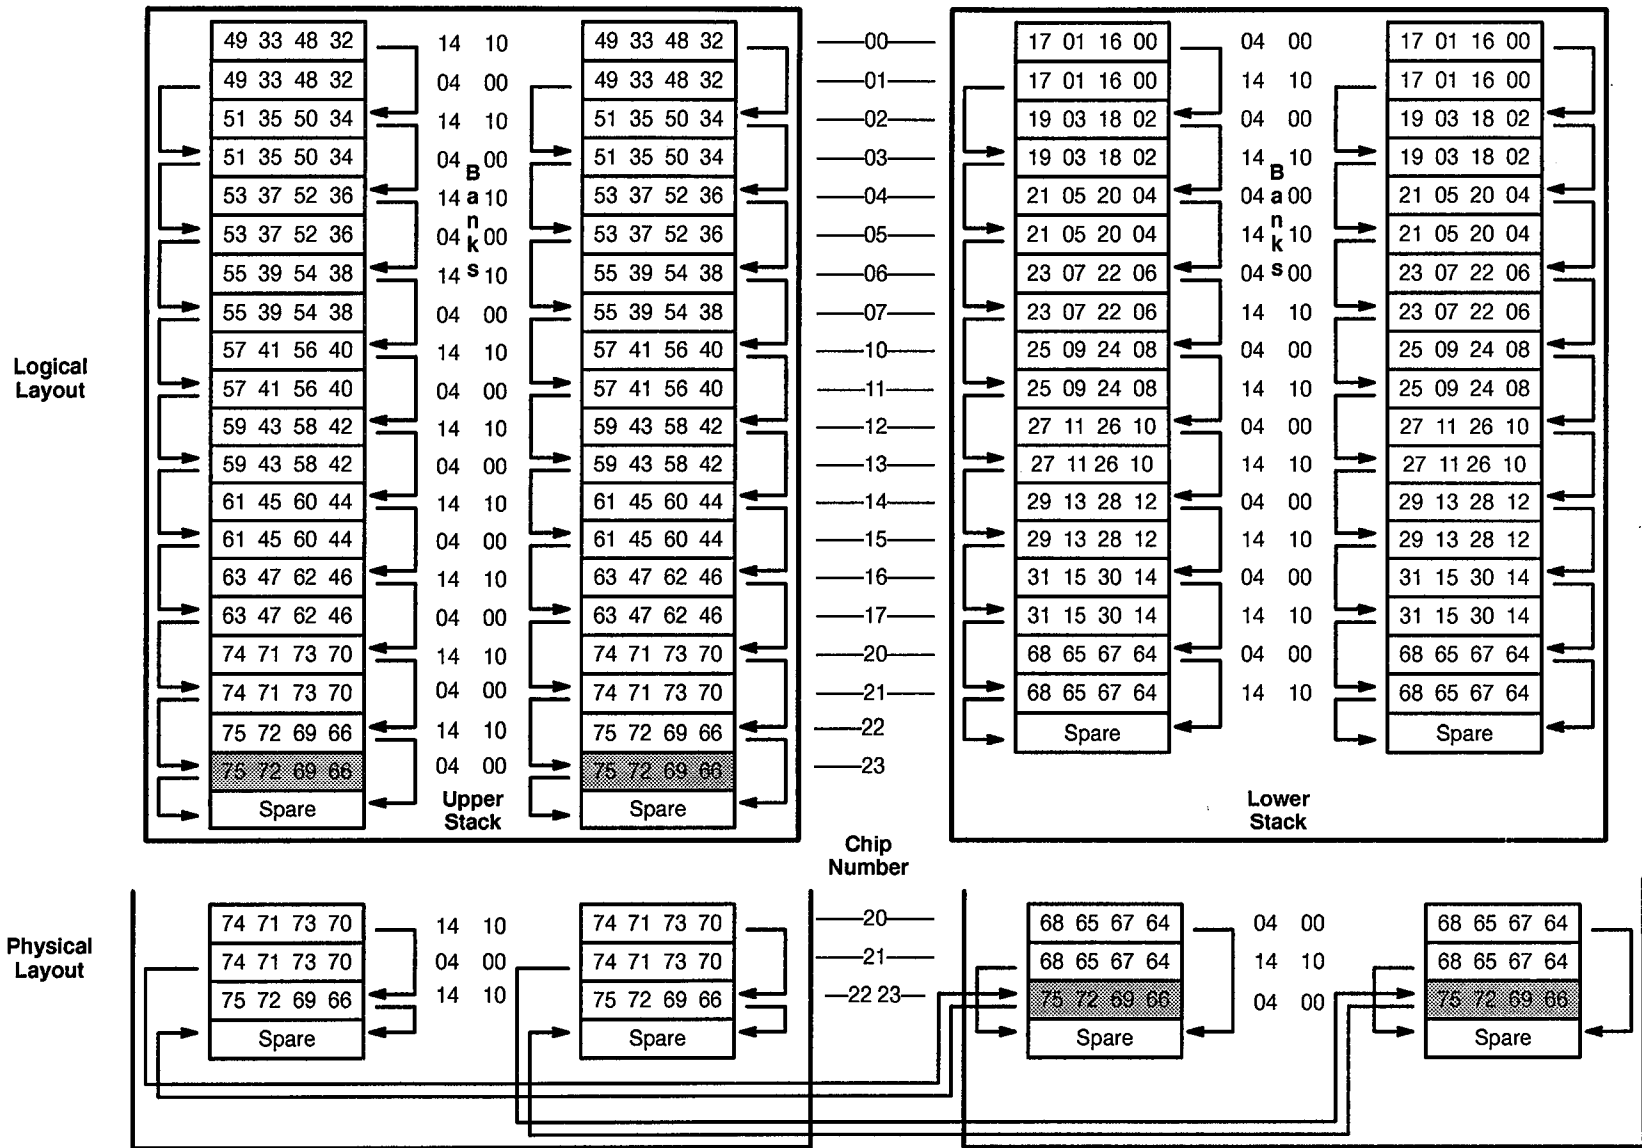 49 33 48 32 14 10 49 33 48 32 00 17 01 16 00 04 00 17 01 16 00
49 33 48 32 04 00 49 33 48 32 01 17 01 16 00 14 10 17 01 16 00
51 35 50 34 14 10 51 35 50 34 02 19 03 18 02 04 00 19 03 18 02
51 35 50 34 04 00 51 35 50 34 03 19 03 18 02 14 10 19 03 18 02
Banks Banks
53 37 52 36 14 10 53 37 52 36 04 21 05 20 04 04 00 21 05 20 04
53 37 52 36 04 00 53 37 52 36 05 21 05 20 04 14 10 21 05 20 04
55 39 54 38 14 10 55 39 54 38 06 23 07 22 06 04 00 23 07 22 06
55 39 54 38 04 00 55 39 54 38 07 23 07 22 06 14 10 23 07 22 06
57 41 56 40 14 10 57 41 56 40 10 25 09 24 08 04 00 25 09 24 08
Logical
Layout
57 41 56 40 04 00 57 41 56 40 11 25 09 24 08 14 10 25 09 24 08
59 43 58 42 14 10 59 43 58 42 12 27 11 26 10 04 00 27 11 26 10
59 43 58 42 04 00 59 43 58 42 13 27 11 26 10 14 10 27 11 26 10
61 45 60 44 14 10 61 45 60 44 14 29 13 28 12 04 00 29 13 28 12
61 45 60 44 04 00 61 45 60 44 15 29 13 28 12 14 10 29 13 28 12
63 47 62 46 14 10 63 47 62 46 16 31 15 30 14 04 00 31 15 30 14
63 47 62 46 04 00 63 47 62 46 17 31 15 30 14 14 10 31 15 30 14
74 71 73 70 14 10 74 71 73 70 20 68 65 67 64 04 00 68 65 67 64
74 71 73 70 04 00 74 71 73 70 21 68 65 67 64 14 10 68 65 67 64
75 72 69 66 14 10 75 72 69 66 22 Spare Spare
75 72 69 66 04 00 75 72 69 66 23
Spare Upper Spare Lower
Stack Stack
Chip
Number
74 71 73 70 14 10 74 71 73 70 20 68 65 67 64 04 00 68 65 67 64
Physical
Layout
74 71 73 70 04 00 74 71 73 70 21 68 65 67 64 14 10 68 65 67 64
75 72 69 66 14 10 75 72 69 66 22 23 75 72 69 66 04 00 75 72 69 66
Spare Spare Spare Spare